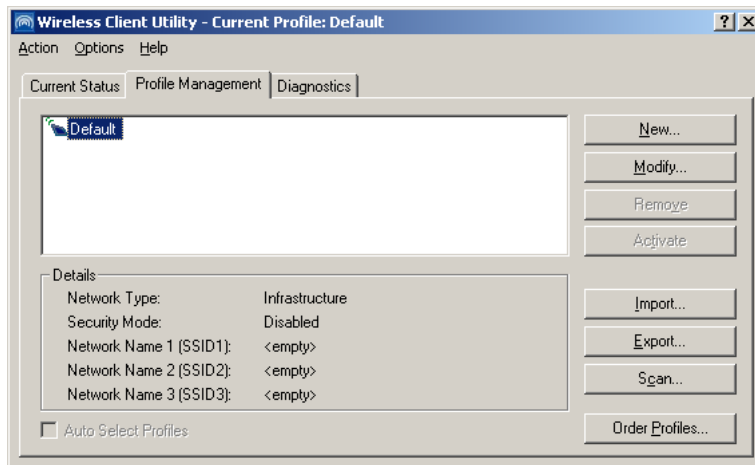 Wireless Client Utility - Current Profile: Default
Action Options Help
Current Status Profile Management Diagnostics
Default
New...
Modify...
Remove
Activate
Details
Network Type: Infrastructure
Security Mode: Disabled
Network Name 1 (SSID1): <empty>
Network Name 2 (SSID2): <empty>
Network Name 3 (SSID3): <empty>
Import...
Export...
Scan...
Auto Select Profiles
Order Profiles...